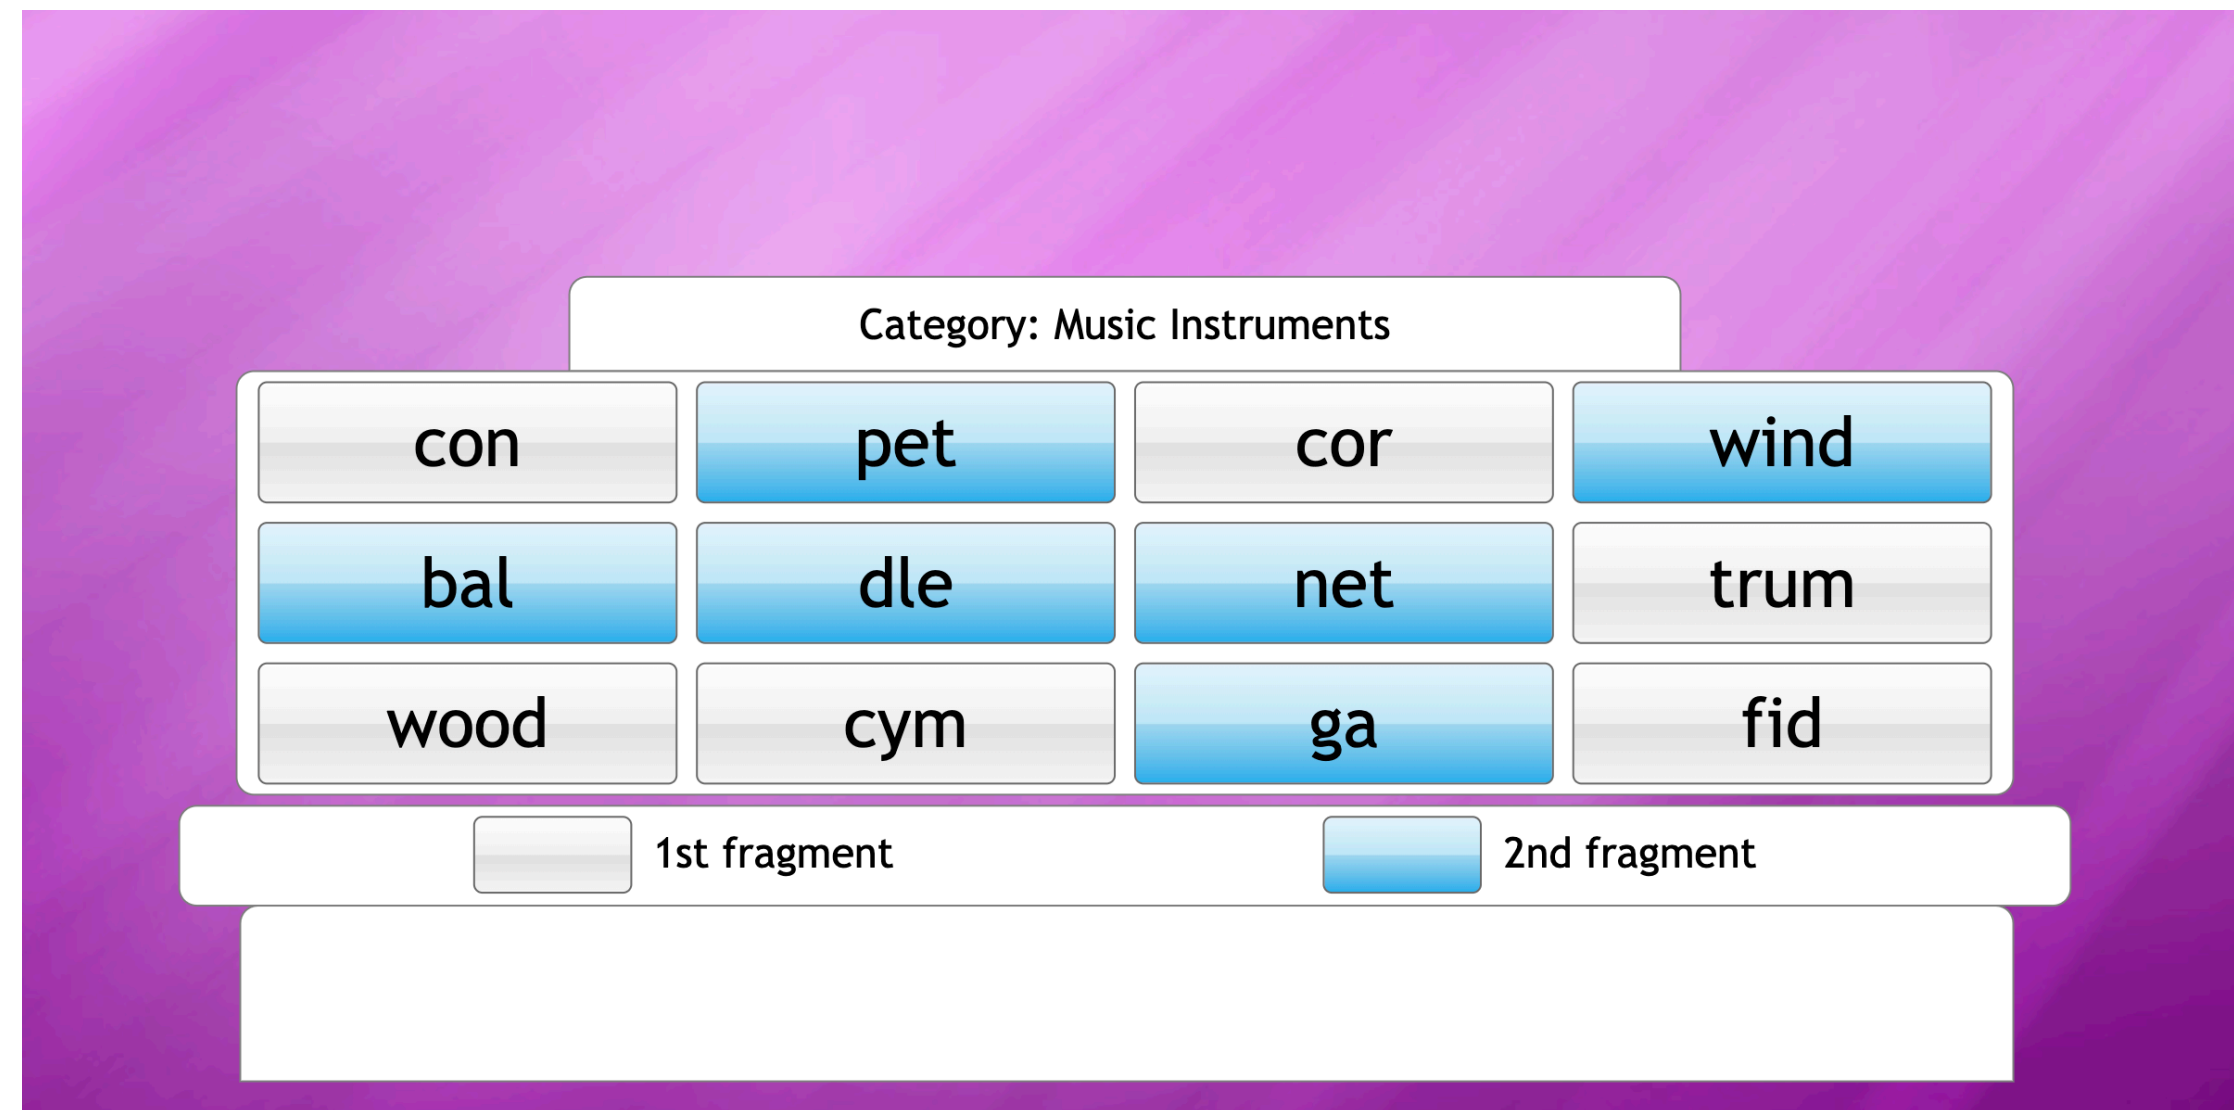 Category: Music Instruments
con pet cor wind
bal dle net trum
wood cym ga fid
1st fragment 2nd fragment